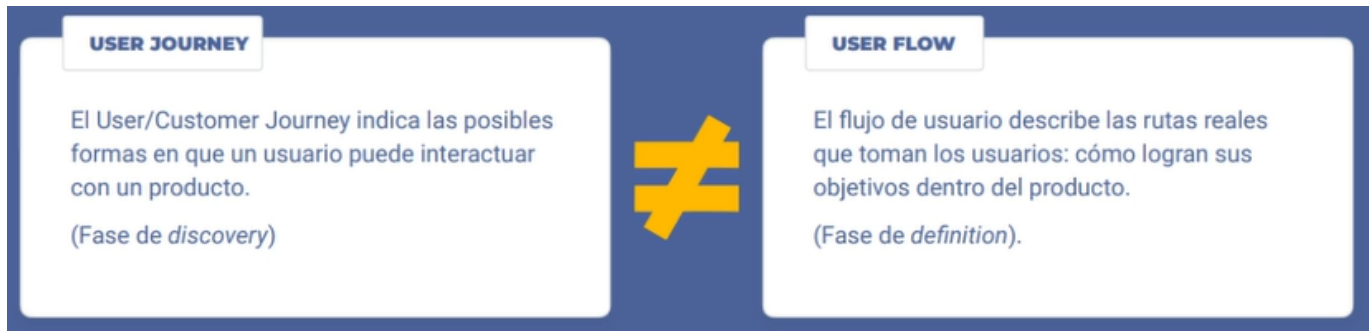 USER JOURNEY
El User/Customer Journey indica las posibles
formas en que un usuario puede interactuar
con un producto.
(Fase de discovery)
≠
USER FLOW
El flujo de usuario describe las rutas reales
que toman los usuarios: cómo logran sus
objetivos dentro del producto.
(Fase de definition).